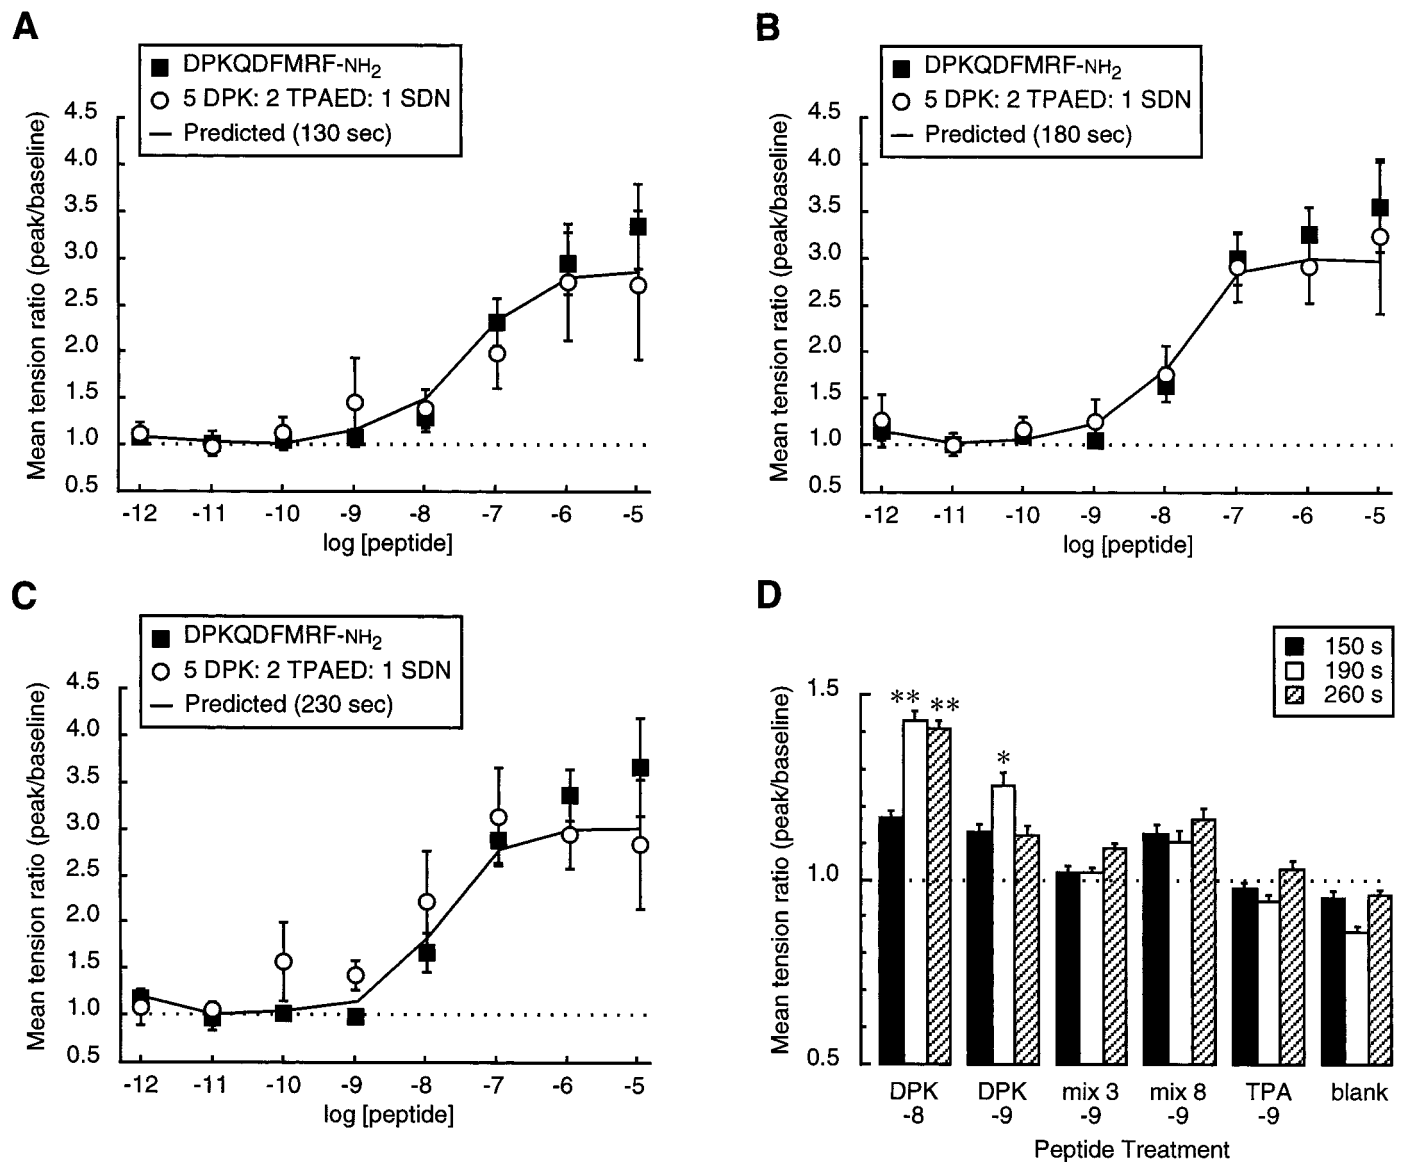 A
DPKQDFMRF-NH2
5 DPK: 2 TPAED: 1 SDN
Predicted (130 sec)
Mean tension ratio (peak/baseline)
4.5
4.0
3.5
3.0
2.5
2.0
1.5
1.0
0.5
-12 -11 -10 -9 -8 -7 -6 -5
log [peptide]
B
DPKQDFMRF-NH2
5 DPK: 2 TPAED: 1 SDN
Predicted (180 sec)
Mean tension ratio (peak/baseline)
4.5
4.0
3.5
3.0
2.5
2.0
1.5
1.0
0.5
-12 -11 -10 -9 -8 -7 -6 -5
log [peptide]
C
DPKQDFMRF-NH2
5 DPK: 2 TPAED: 1 SDN
Predicted (230 sec)
Mean tension ratio (peak/baseline)
4.5
4.0
3.5
3.0
2.5
2.0
1.5
1.0
0.5
-12 -11 -10 -9 -8 -7 -6 -5
log [peptide]
D
150 s
190 s
260 s
Mean tension ratio (peak/baseline)
1.5
1.0
0.5
** **
*
DPK DPK mix 3 mix 8 TPA blank
-8 -9 -9 -9 -9
Peptide Treatment